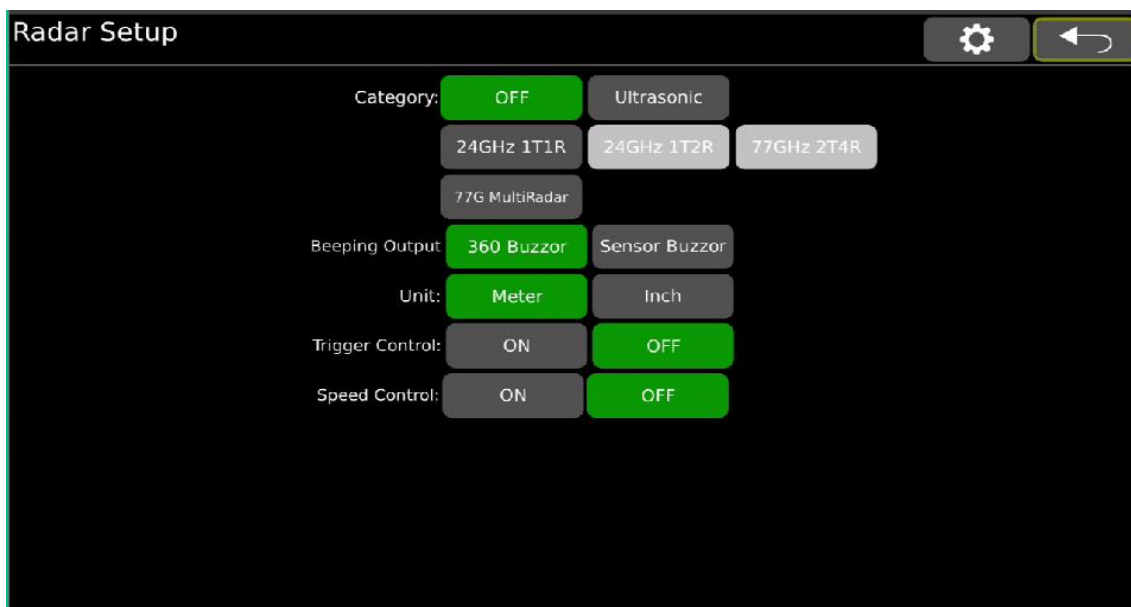 Radar Setup
Category: OFF Ultrasonic
24GHz 1T1R 24GHz 1T2R 77GHz 2T4R
77G MultiRadar
Beeping Output 360 Buzzor Sensor Buzzor
Unit: Meter Inch
Trigger Control: ON OFF
Speed Control: ON OFF